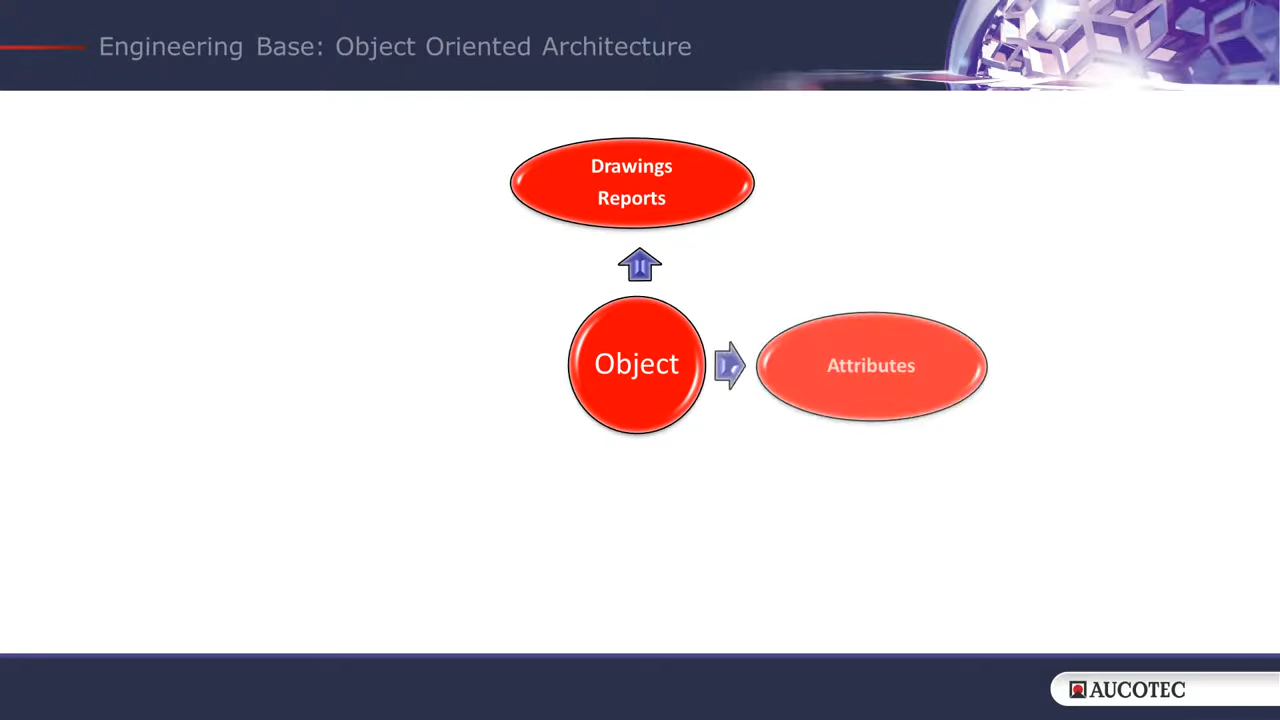 Engineering Base: Object Oriented Architecture
Drawings
Reports
Object
Attributes
AUCOTEC